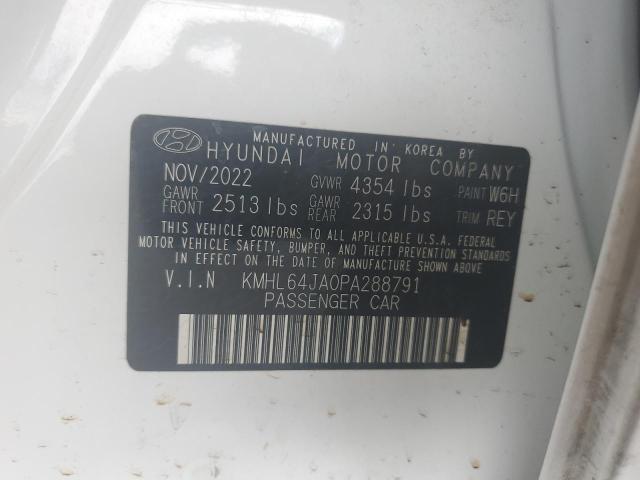 MANUFACTURED IN KOREA BY
HYUNDAI MOTOR COMPANY
NOV/2022 GVWR 4354 lbs PAINT W6H
GAWR FRONT 2513 lbs GAWR REAR 2315 lbs TRIM REY
THIS VEHICLE CONFORMS TO ALL APPLICABLE U.S.A. FEDERAL
MOTOR VEHICLE SAFETY, BUMPER, AND THEFT PREVENTION STANDARDS
IN EFFECT ON THE DATE OF MANUFACTURE SHOWN ABOVE.
V.I.N KMHL64JA0PA288791
PASSENGER CAR